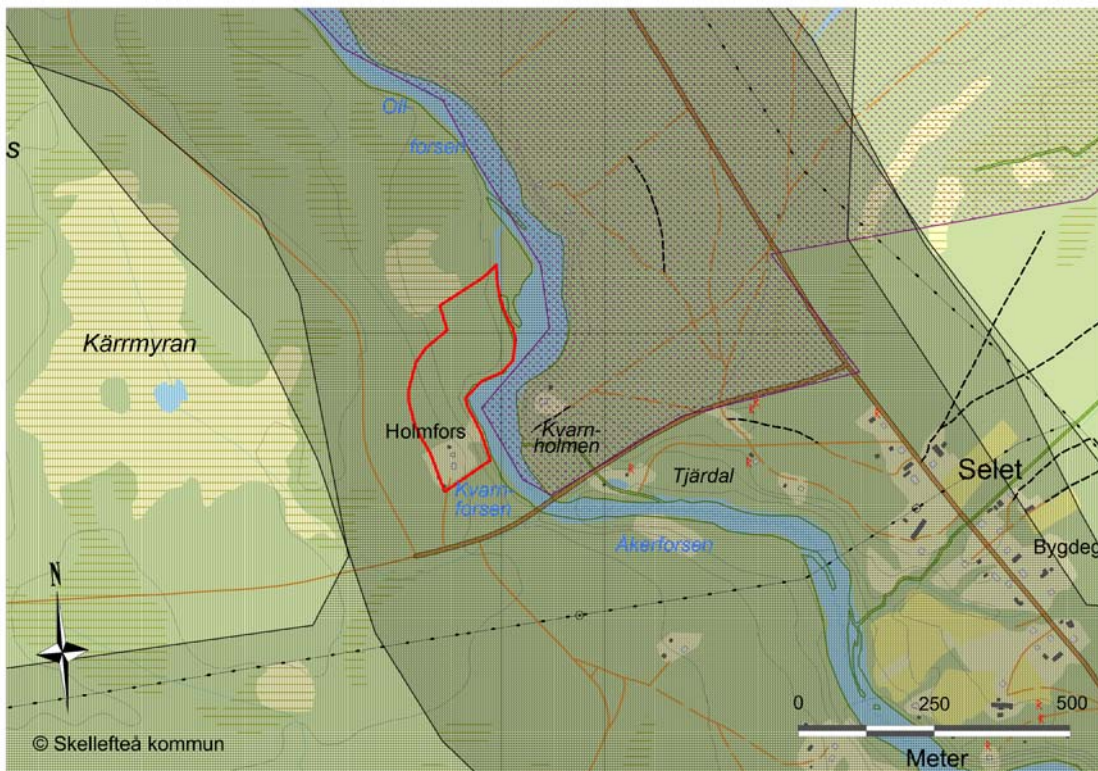 Oll-
forsen
s
Kärrmyran
Holmfors
Kvarn-
holmen
Tjärdal
Selet
Kvarn-
forsen
Åkerforsen
Bygdeg
N
0 250 500
Meter
© Skellefteå kommun